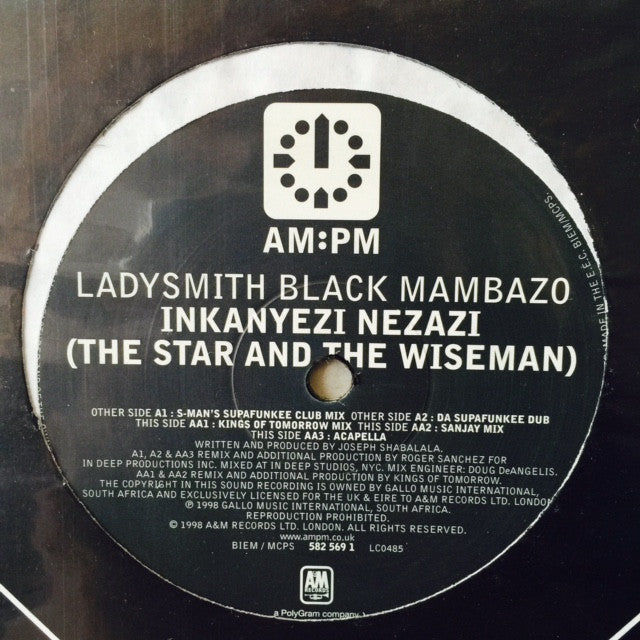 AM:PM
LADYSMITH BLACK MAMBAZO
INKANYEZI NEZAZI
(THE STAR AND THE WISEMAN)
OTHER SIDE A1 : S-MAN'S SUPAFUNKEE CLUB MIX OTHER SIDE A2 : DA SUPAFUNKEE DUB
THIS SIDE AA1 : KINGS OF TOMORROW MIX THIS SIDE AA2 : SANJAY MIX
THIS SIDE AA3 : ACAPELLA
WRITTEN AND PRODUCED BY JOSEPH SHABALALA.
A1, A2 & AA3 REMIX AND ADDITIONAL PRODUCTION BY ROGER SANCHEZ FOR
IN DEEP PRODUCTIONS INC. MIXED AT IN DEEP STUDIOS, NYC. MIX ENGINEER: DOUG DeANGELIS.
AA1 & AA2 REMIX AND ADDITIONAL PRODUCTION BY KINGS OF TOMORROW.
THE COPYRIGHT IN THIS SOUND RECORDING IS OWNED BY GALLO MUSIC INTERNATIONAL,
SOUTH AFRICA AND EXCLUSIVELY LICENSED FOR THE UK & EIRE TO A&M RECORDS LTD. LONDON
℗ 1998 GALLO MUSIC INTERNATIONAL, SOUTH AFRICA.
REPRODUCTION PROHIBITED.
© 1998 A&M RECORDS LTD. LONDON. ALL RIGHTS RESERVED.
www.ampm.co.uk
BIEM / MCPS 582 569 1 LC0485
A&M
RECORDS
a PolyGram company
MADE IN THE E.E.C. BIEM/MCPS.